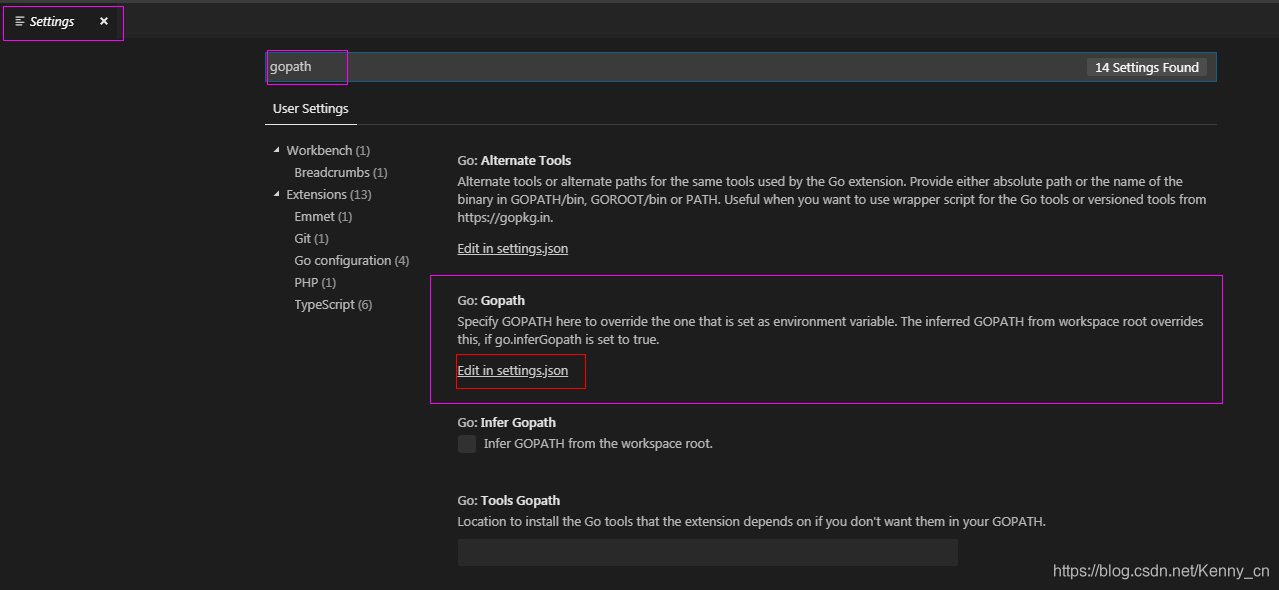 Settings ×
gopath
14 Settings Found
User Settings
Workbench (1)
Breadcrumbs (1)
Extensions (13)
Emmet (1)
Git (1)
Go configuration (4)
PHP (1)
TypeScript (6)
Go: Alternate Tools
Alternate tools or alternate paths for the same tools used by the Go extension. Provide either absolute path or the name of the
binary in GOPATH/bin, GOROOT/bin or PATH. Useful when you want to use wrapper script for the Go tools or versioned tools from
https://gopkg.in.
Edit in settings.json
Go: Gopath
Specify GOPATH here to override the one that is set as environment variable. The inferred GOPATH from workspace root overrides
this, if go.inferGopath is set to true.
Edit in settings.json
Go: Infer Gopath
Infer GOPATH from the workspace root.
Go: Tools Gopath
Location to install the Go tools that the extension depends on if you don't want them in your GOPATH.
https://blog.csdn.net/Kenny_cn